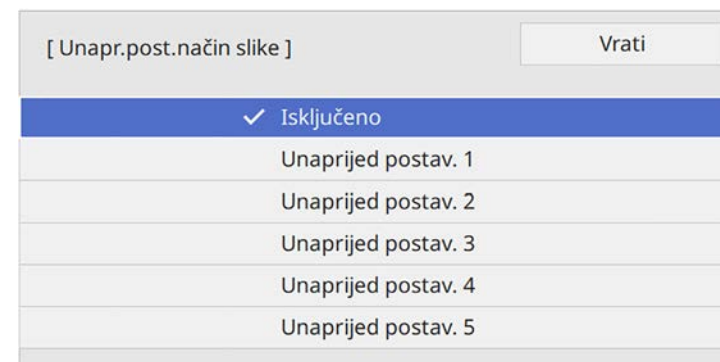 [ Unapr.post.način slike ] Vrati
Isključeno
Unaprijed postav. 1
Unaprijed postav. 2
Unaprijed postav. 3
Unaprijed postav. 4
Unaprijed postav. 5